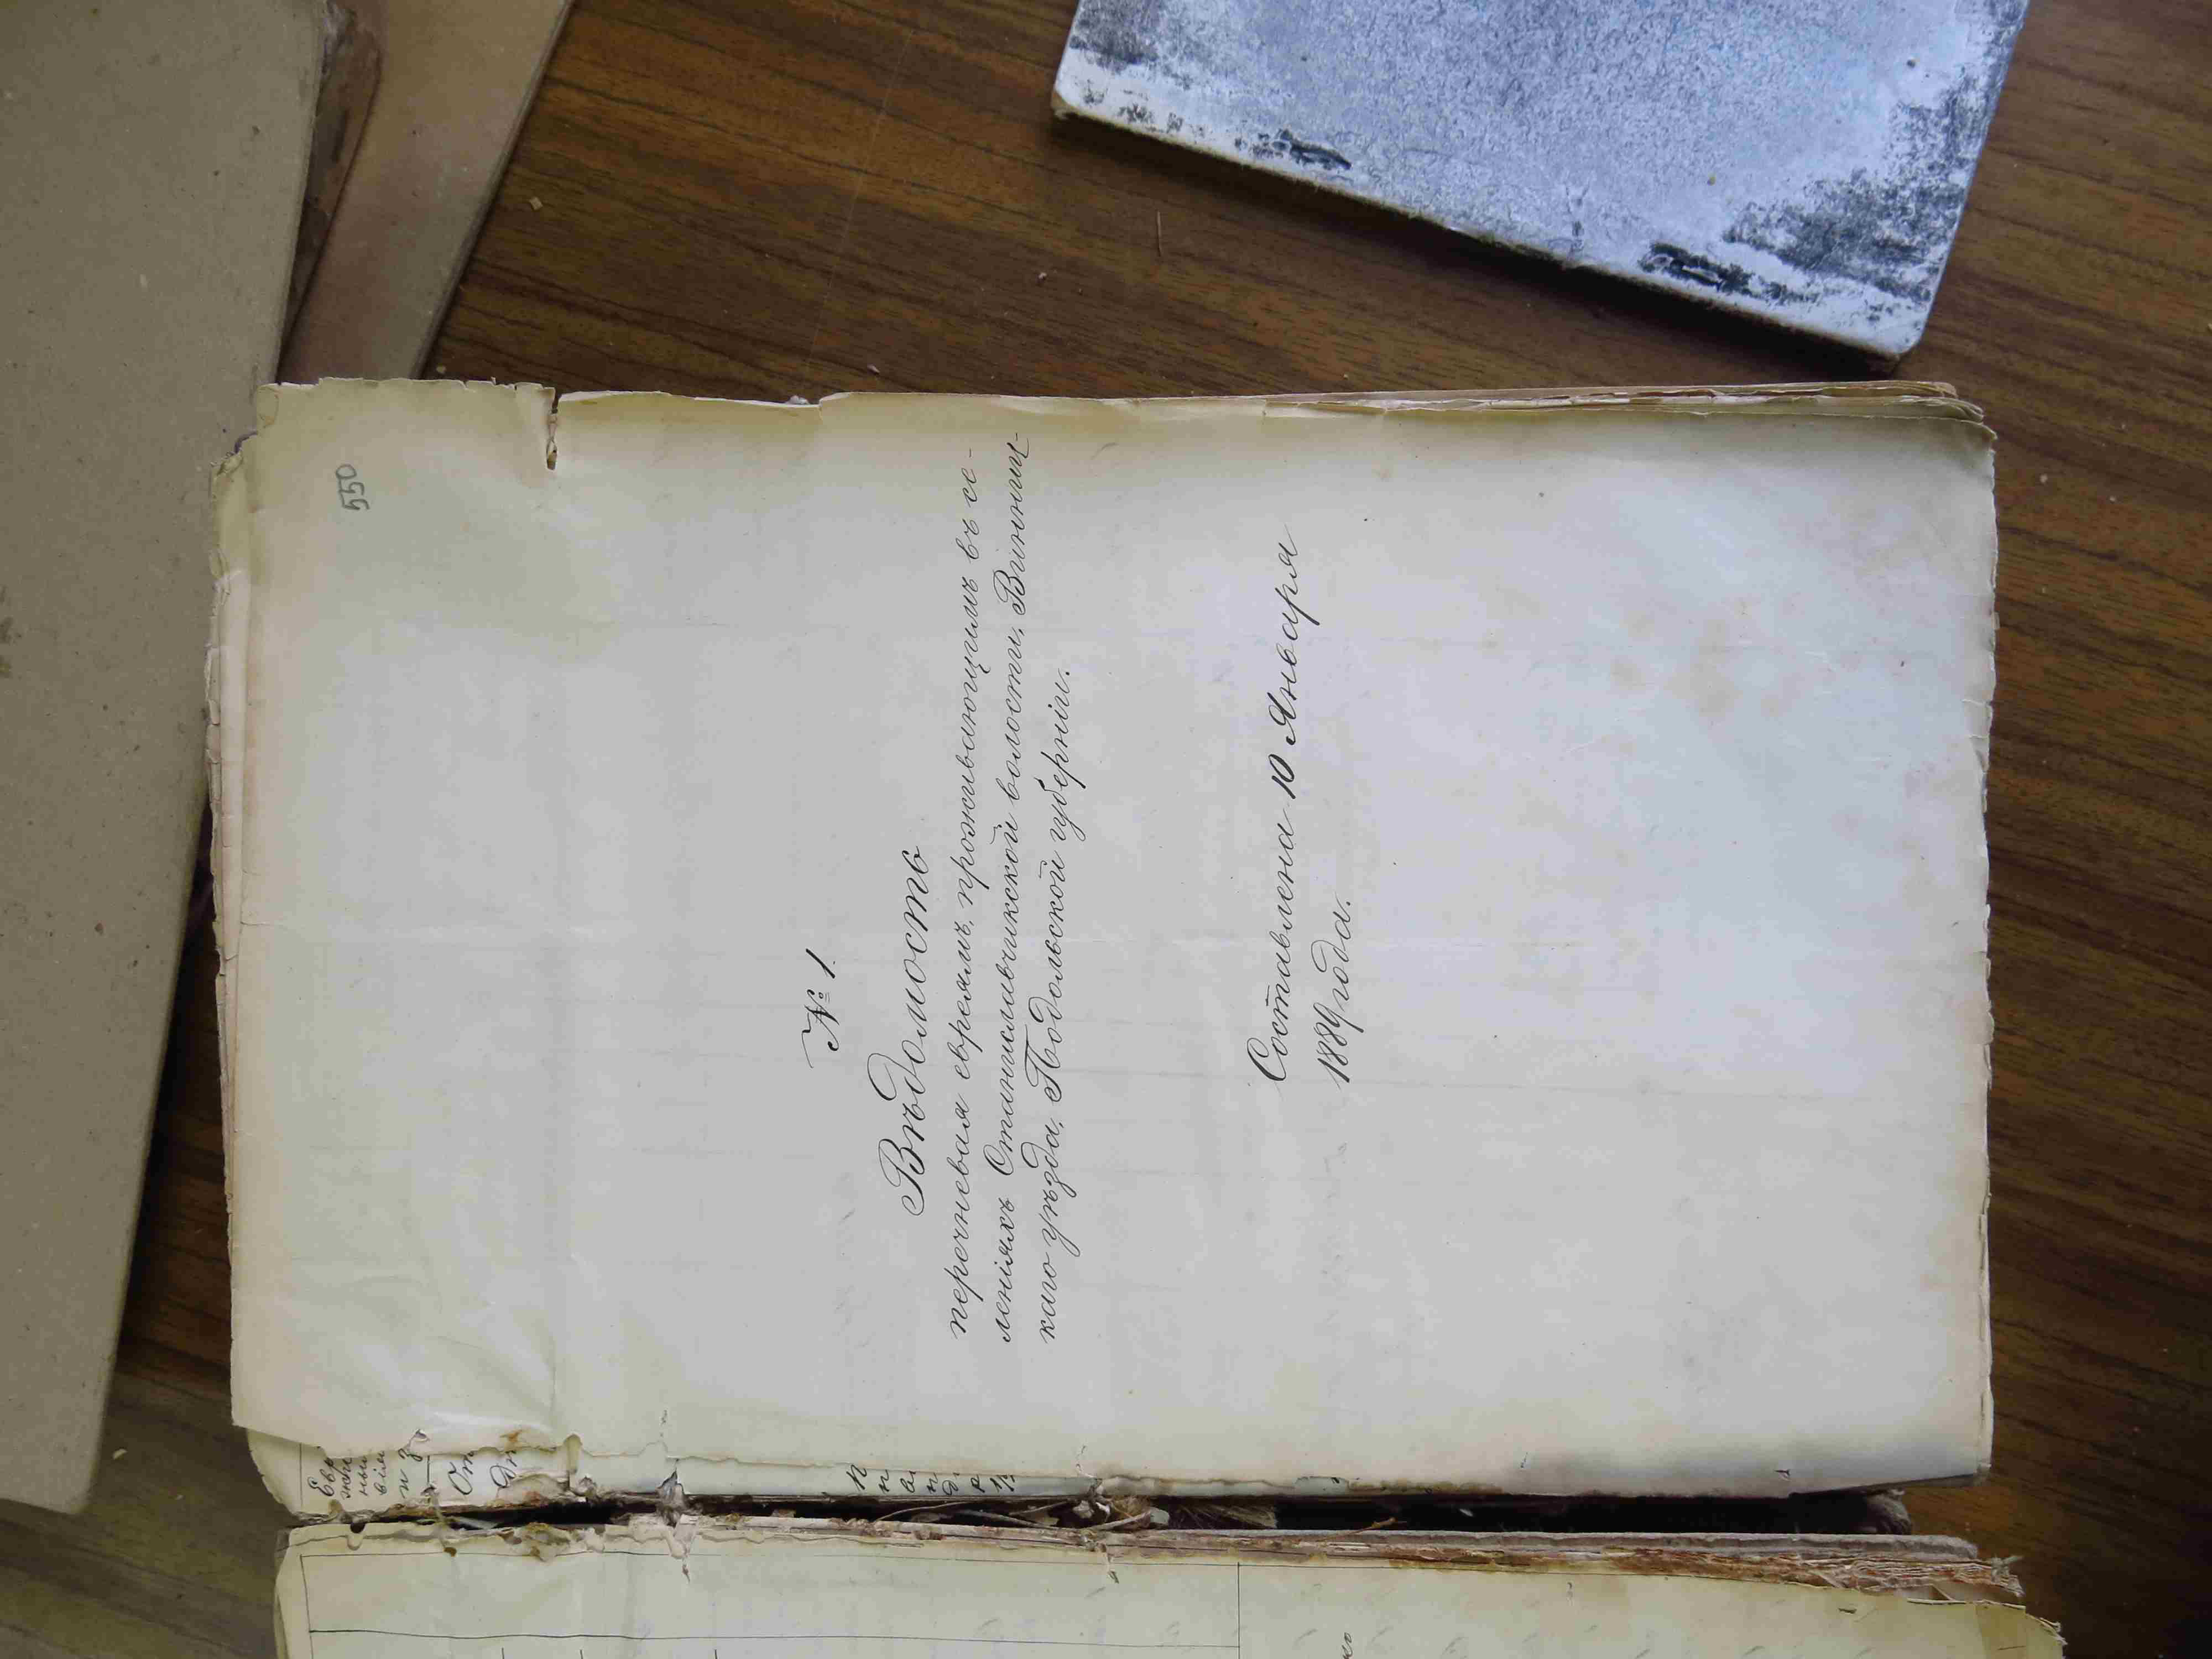 550
№ 1.
Вѣдомость
перечневая евреямъ, проживающимъ въ се-
леніяхъ Станиславчикской волости, Винниц-
каго уѣзда, Подольской губерніи.
Составлена 10 Января
1889 года.